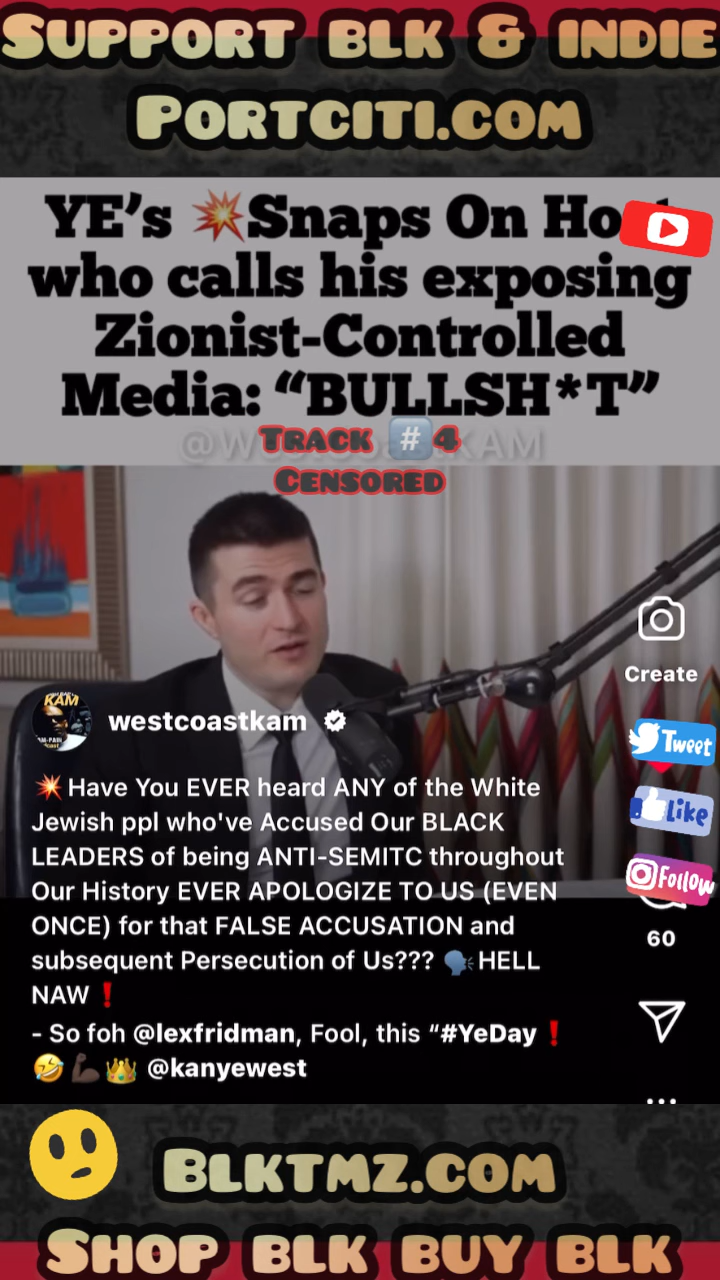 SUPPORT BLK & INDIE
PORTCITI.COM
YE’s 💥Snaps On Ho
who calls his exposing
Zionist-Controlled
Media: “BULLSH*T”
TRACK #️⃣4
CENSORED
Create
KAM
westcoastkam
Tweet
💥Have You EVER heard ANY of the White
Jewish ppl who've Accused Our BLACK
LEADERS of being ANTI-SEMITC throughout
Our History EVER APOLOGIZE TO US (EVEN
ONCE) for that FALSE ACCUSATION and
subsequent Persecution of Us??? 🗣️HELL
NAW❗
- So foh @lexfridman, Fool, this “#YeDay❗
🤣💪🏿👑 @kanyewest
Like
Follow
60
BLKTMZ.COM
SHOP BLK BUY BLK